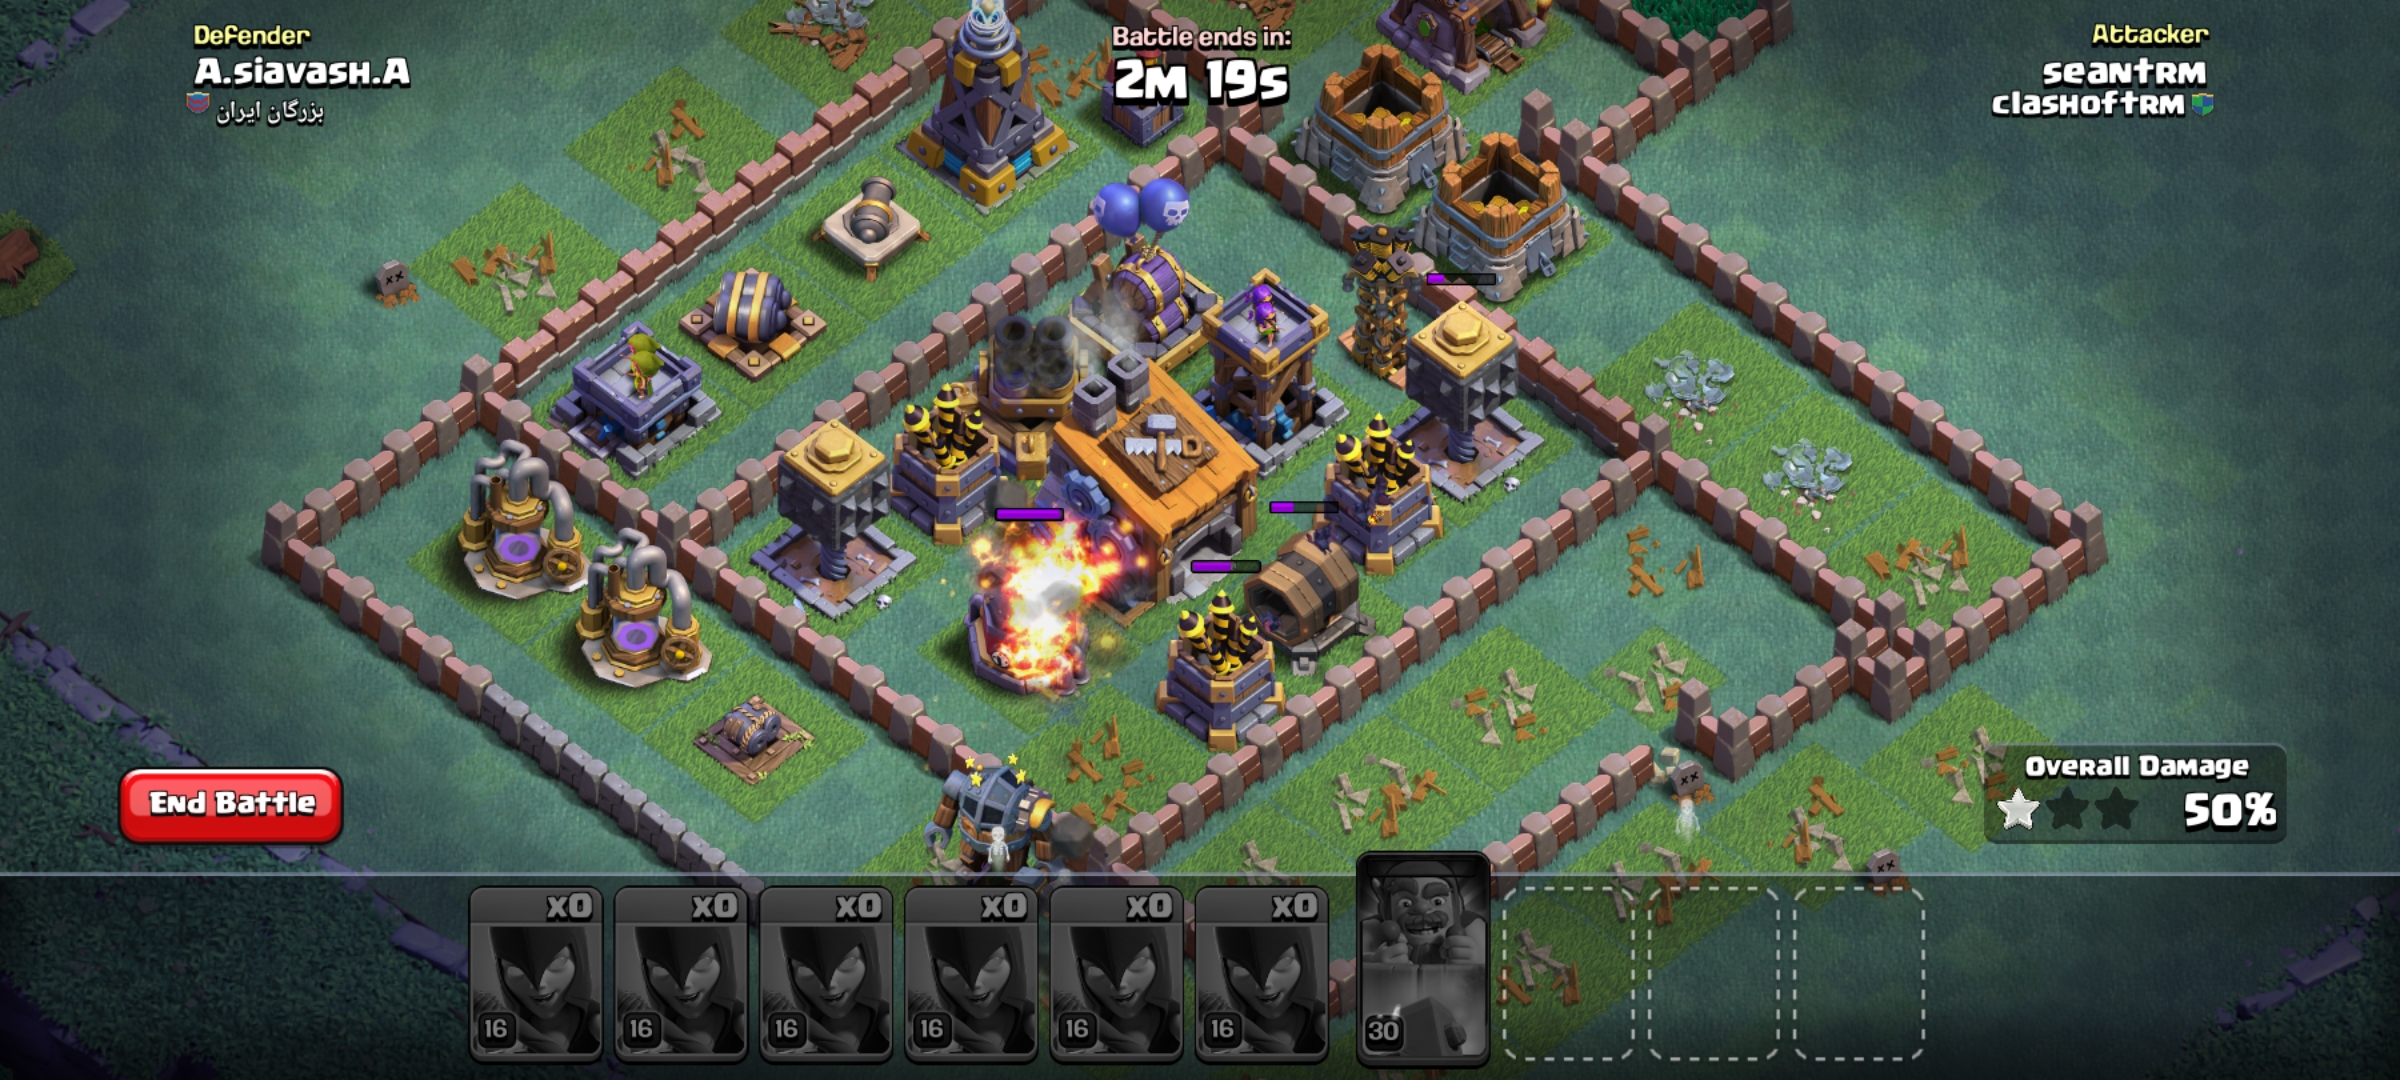 Defender
A.siavash.A
بزرگان ایران
Battle ends in:
2M 19s
Attacker
seantRM
clashoftRM
End Battle
Overall Damage
50%
x0
x0
x0
x0
x0
x0
16
16
16
16
16
16
30